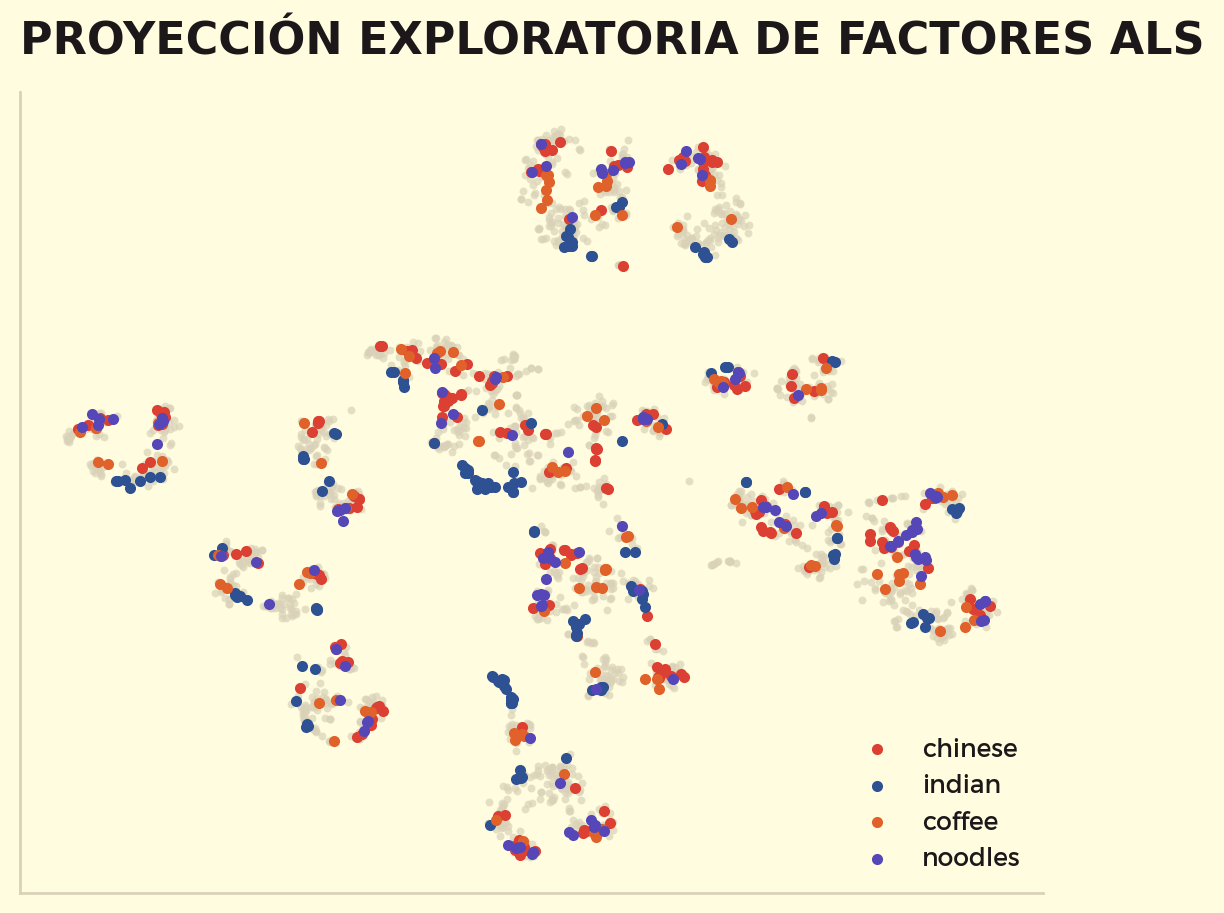 PROYECCIÓN EXPLORATORIA DE FACTORES ALS
chinese
indian
coffee
noodles